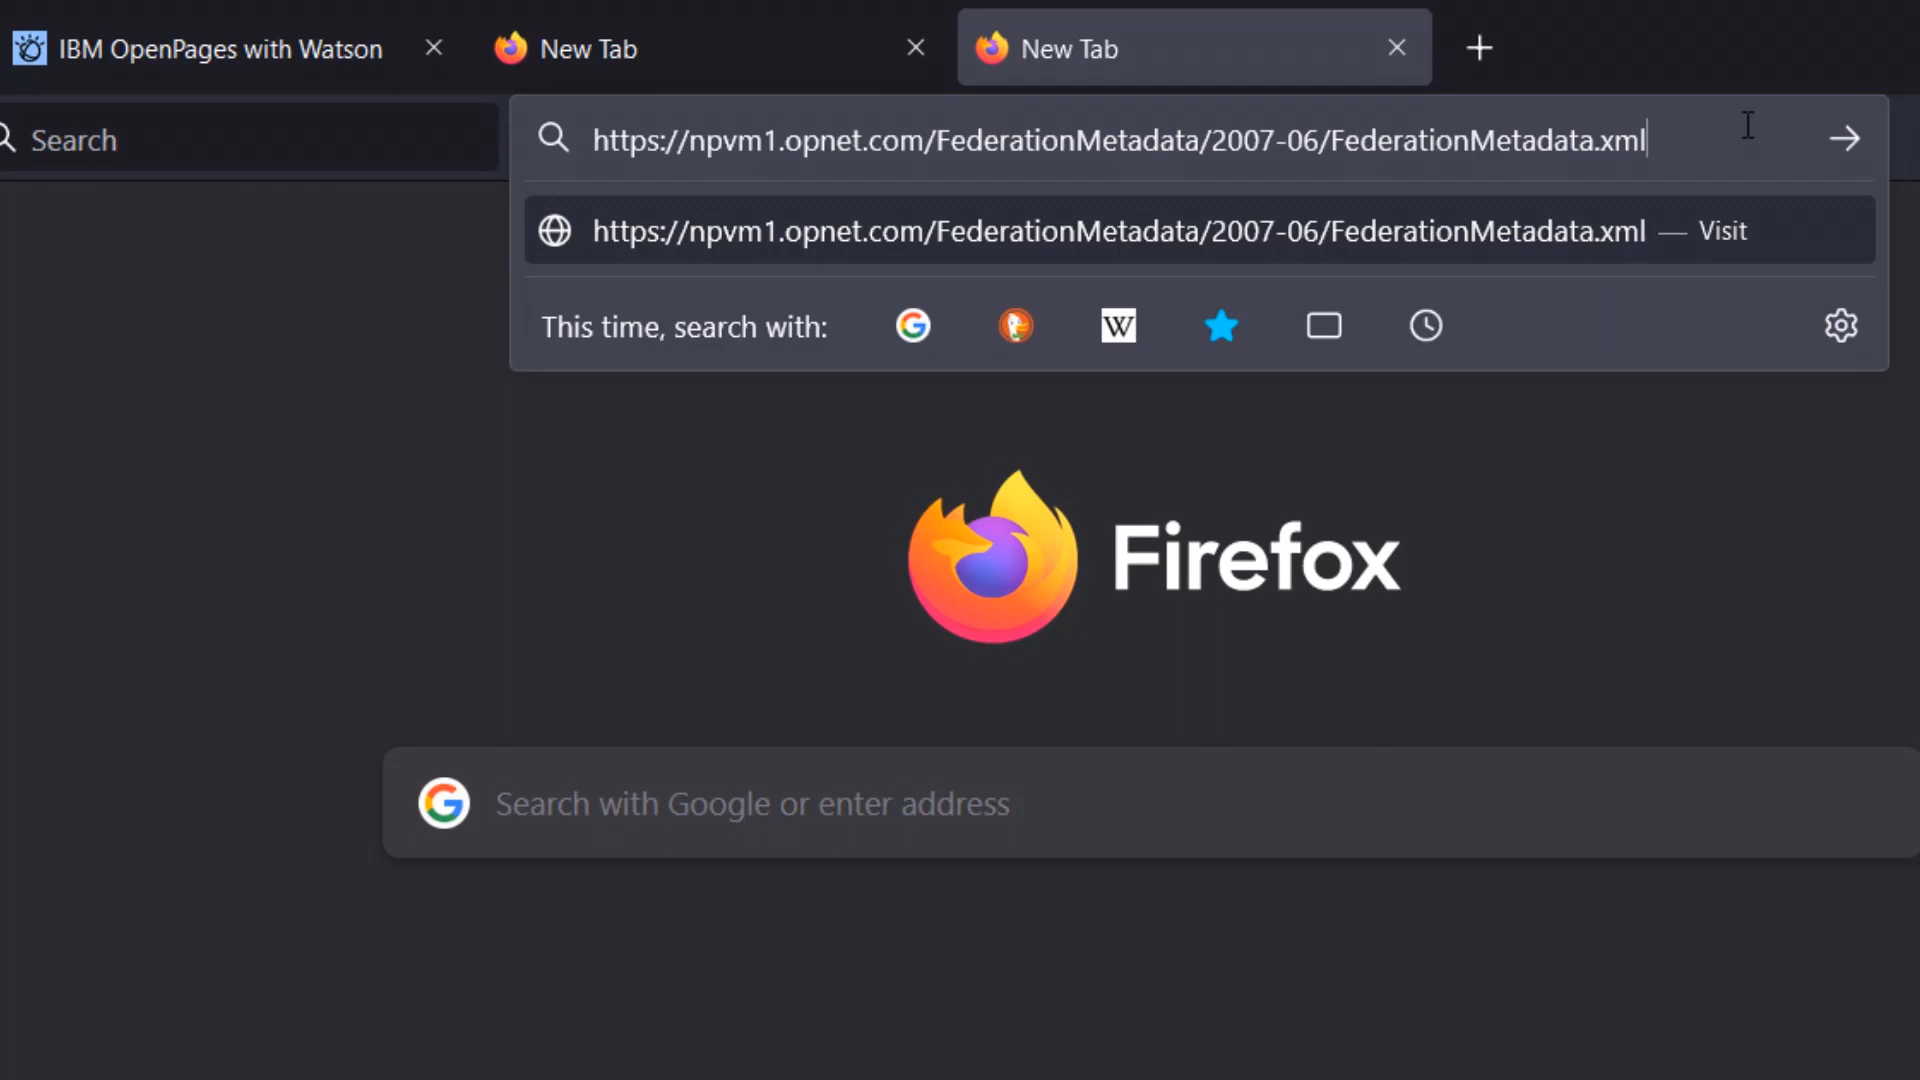 IBM OpenPages with Watson
New Tab
New Tab
Search
https://npvm1.opnet.com/FederationMetadata/2007-06/FederationMetadata.xml
https://npvm1.opnet.com/FederationMetadata/2007-06/FederationMetadata.xml — Visit
This time, search with:
W
Firefox
Search with Google or enter address